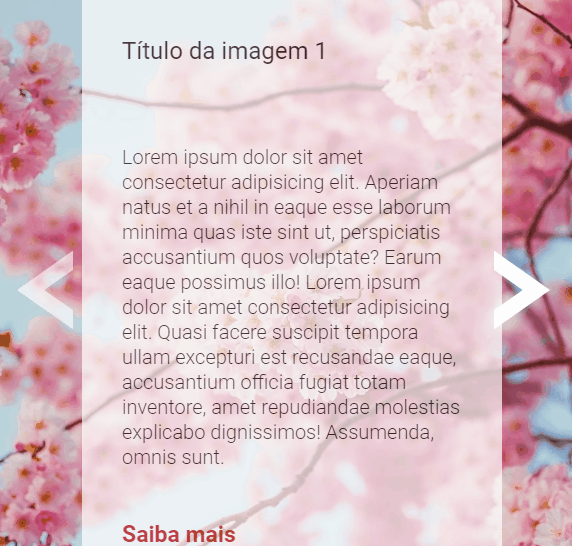 Título da imagem 1
Lorem ipsum dolor sit amet
consectetur adipisicing elit. Aperiam
natus et a nihil in eaque esse laborum
minima quas iste sint ut, perspiciatis
accusantium quos voluptate? Earum
eaque possimus illo! Lorem ipsum
dolor sit amet consectetur adipisicing
elit. Quasi facere suscipit tempora
ullam excepturi est recusandae eaque,
accusantium officia fugiat totam
inventore, amet repudiandae molestias
explicabo dignissimos! Assumenda,
omnis sunt.
Saiba mais